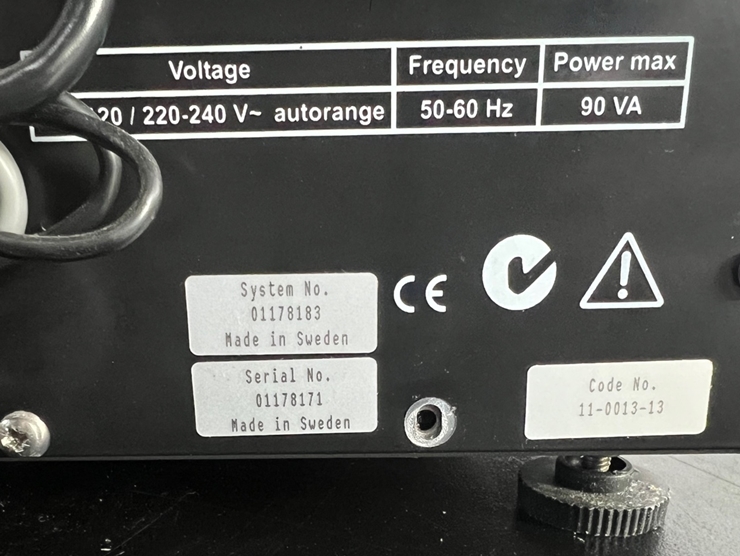 Voltage
Frequency
Power max
20 / 220-240 V~ autorange
50-60 Hz
90 VA
CE
System No.
01178183
Made in Sweden
Serial No.
01178171
Made in Sweden
Code No.
11-0013-13